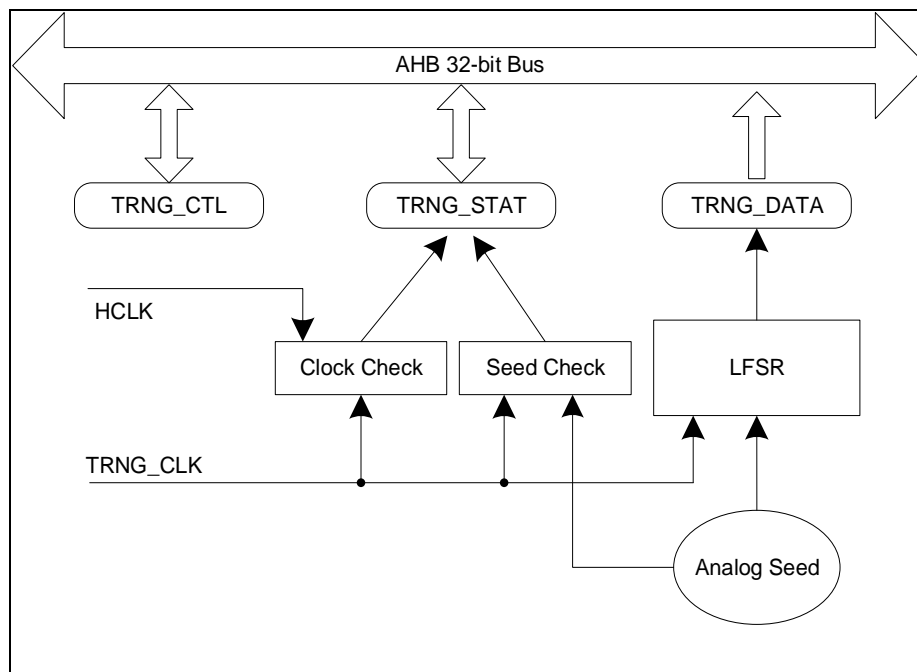 AHB 32-bit Bus
TRNG_CTL
TRNG_STAT
TRNG_DATA
HCLK
Clock Check
Seed Check
LFSR
TRNG_CLK
Analog Seed